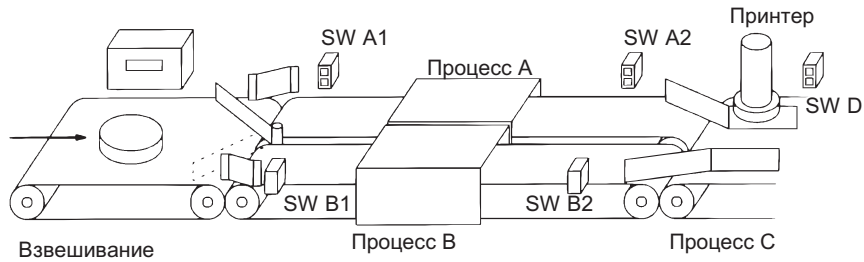 Принтер
SW A1
SW A2
Процесс A
SW D
SW B1
SW B2
Взвешивание
Процесс B
Процесс C